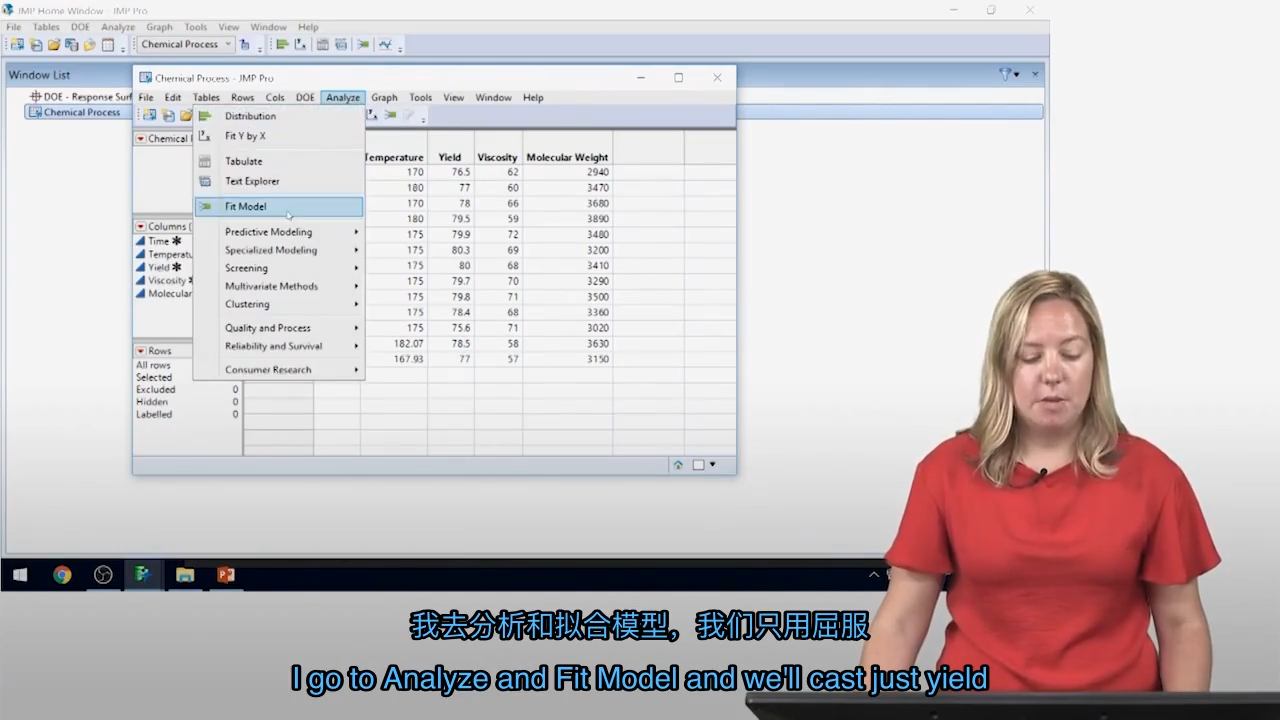 JMP Home Window - JMP Pro
File Tables DOE Analyze Graph Tools View Window Help
Chemical Process
Window List
DOE - Response Surf
Chemical Process
Chemical Process - JMP Pro
File Edit Tables Rows Cols DOE Analyze Graph Tools View Window Help
Distribution
Fit Y by X
Tabulate
Text Explorer
Fit Model
Predictive Modeling
Specialized Modeling
Screening
Multivariate Methods
Clustering
Quality and Process
Reliability and Survival
Consumer Research
Chemical
Columns (
Time
Temperatu
Yield
Viscosity
Molecular
Rows
All rows
Selected
Excluded 0
Hidden 0
Labelled 0
Temperature Yield Viscosity Molecular Weight
170 76.5 62 2940
180 77 60 3470
170 78 66 3680
180 79.5 59 3890
175 79.9 72 3480
175 80.3 69 3200
175 80 68 3410
175 79.7 70 3290
175 79.8 71 3500
175 78.4 68 3360
175 75.6 71 3020
182.07 78.5 58 3630
167.93 77 57 3150
我去分析和拟合模型，我们只用屈服
I go to Analyze and Fit Model and we'll cast just yield